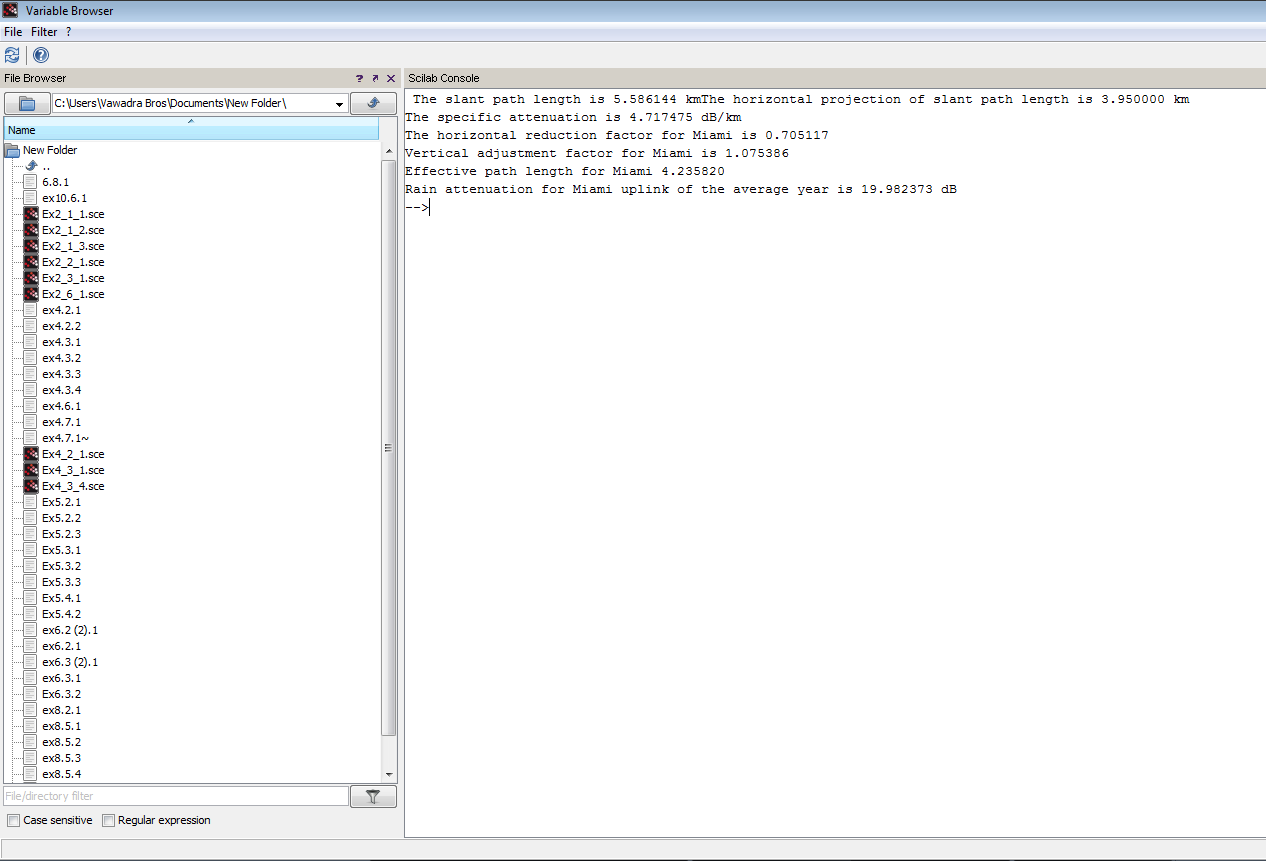 Variable Browser
File Filter ?
File Browser
? ↗ ✕
C:\Users\Vawadra Bros\Documents\New Folder\
Name
New Folder
..
6.8.1
ex10.6.1
Ex2_1_1.sce
Ex2_1_2.sce
Ex2_1_3.sce
Ex2_2_1.sce
Ex2_3_1.sce
Ex2_6_1.sce
ex4.2.1
ex4.2.2
ex4.3.1
ex4.3.2
ex4.3.3
ex4.3.4
ex4.6.1
ex4.7.1
ex4.7.1~
Ex4_2_1.sce
Ex4_3_1.sce
Ex4_3_4.sce
Ex5.2.1
Ex5.2.2
Ex5.2.3
Ex5.3.1
Ex5.3.2
Ex5.3.3
Ex5.4.1
Ex5.4.2
ex6.2 (2).1
ex6.2.1
ex6.3 (2).1
ex6.3.1
Ex6.3.2
ex8.2.1
ex8.5.1
ex8.5.2
ex8.5.3
ex8.5.4
File/directory filter
Case sensitive Regular expression
Scilab Console
The slant path length is 5.586144 kmThe horizontal projection of slant path length is 3.950000 km
The specific attenuation is 4.717475 dB/km
The horizontal reduction factor for Miami is 0.705117
Vertical adjustment factor for Miami is 1.075386
Effective path length for Miami 4.235820
Rain attenuation for Miami uplink of the average year is 19.982373 dB
-->